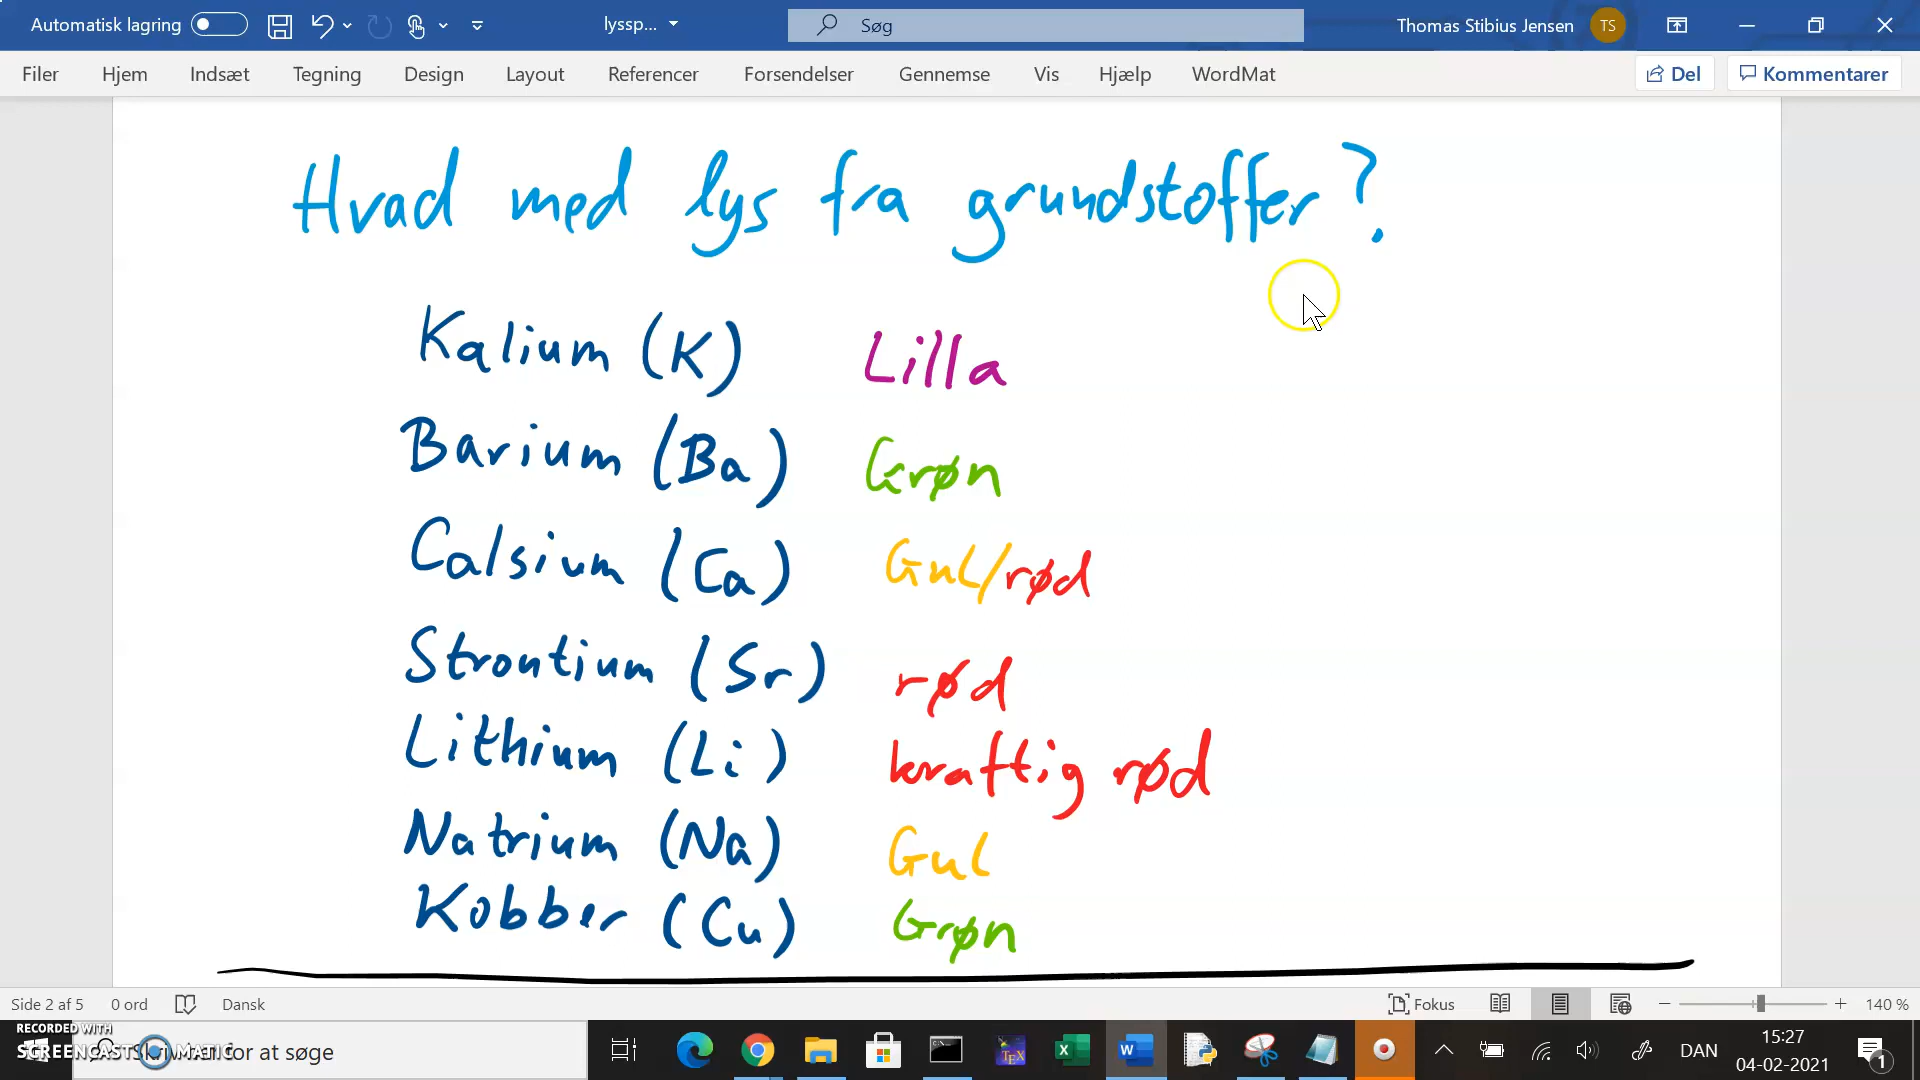 Automatisk lagring
lyssp...
Søg
Thomas Stibius Jensen
TS
Filer Hjem Indsæt Tegning Design Layout Referencer Forsendelser Gennemse Vis Hjælp WordMat
Del
Kommentarer
Hvad med lys fra grundstoffer?
Kalium (K) Lilla
Barium (Ba) Grøn
Calsium (Ca) Gul/rød
Strontium (Sr) rød
Lithium (Li) kraftig rød
Natrium (Na) Gul
Kobber (Cu) Grøn
Side 2 af 5 0 ord Dansk
Fokus
140 %
RECORDED WITH
SCREENCAST MATIC
for at søge
DAN
15:27
04-02-2021
1